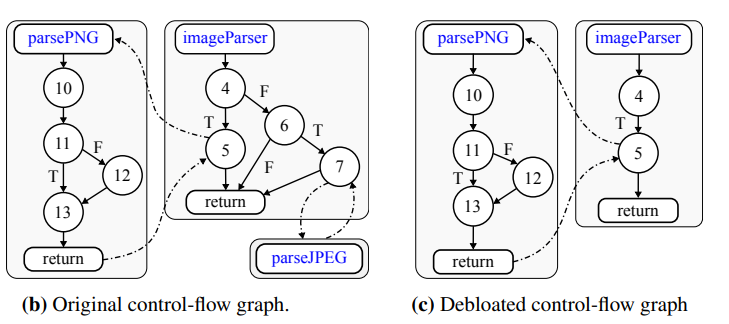 parsePNG
imageParser
10
4
F
T
11
F
6
T
5
T
12
F
7
13
return
return
parseJPEG
(b) Original control-flow graph.
parsePNG
imageParser
10
4
T
11
F
5
T
12
13
return
return
(c) Debloated control-flow graph